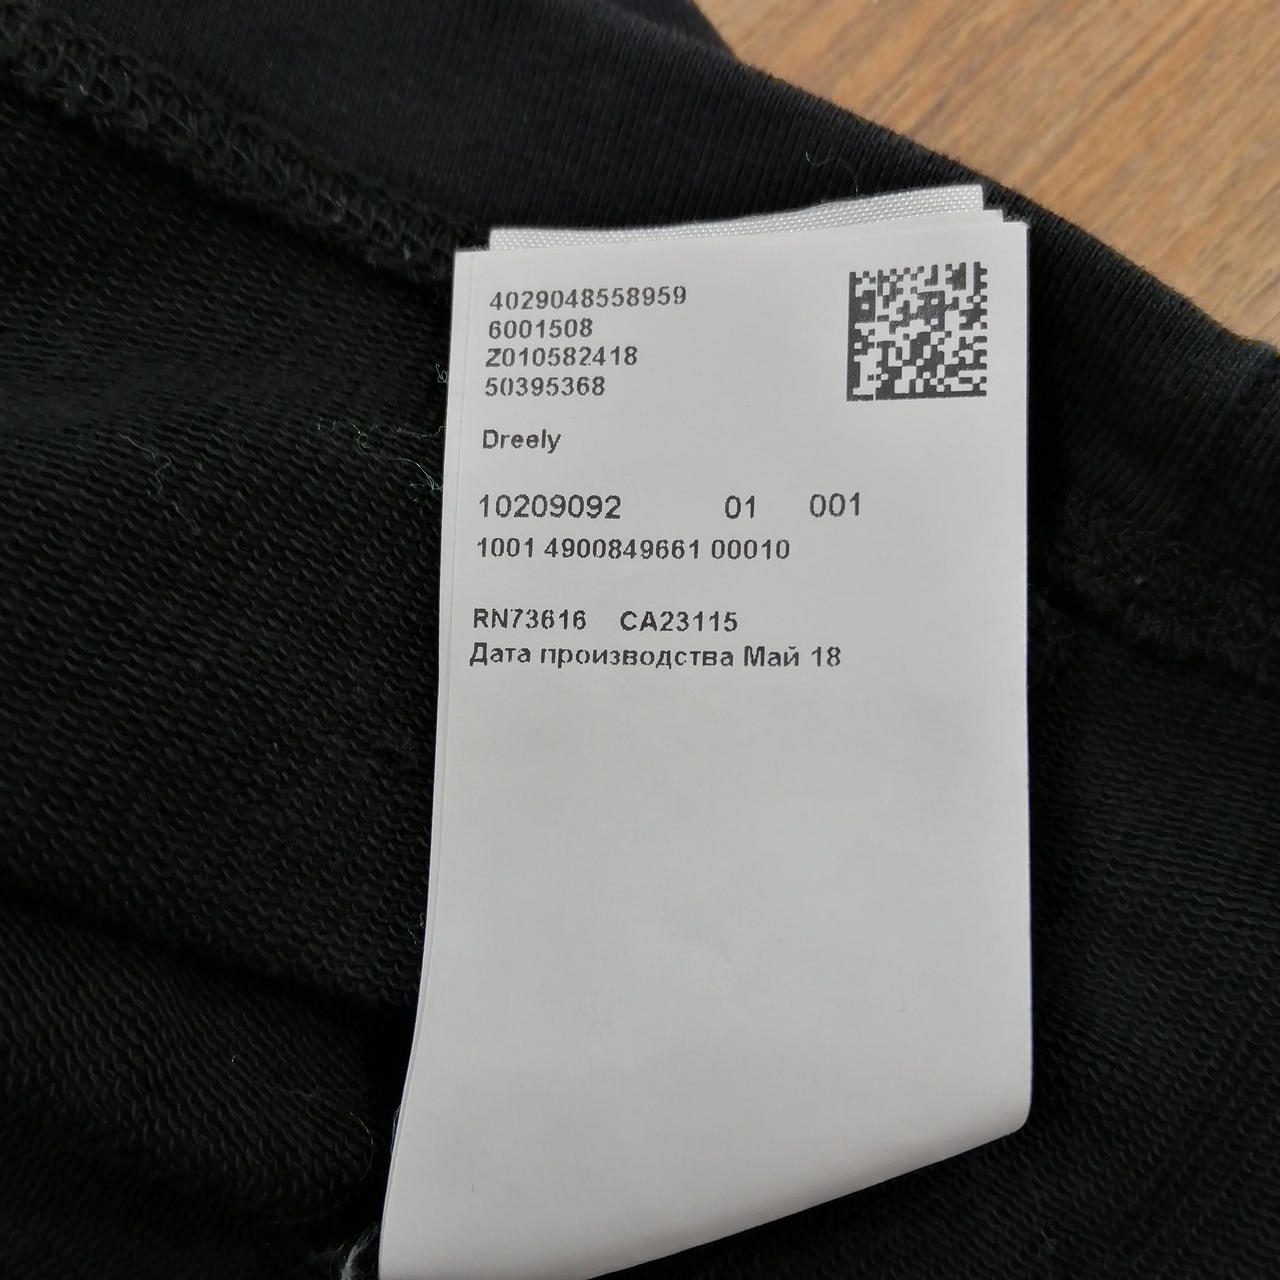 4029048558959
6001508
Z010582418
50395368
Dreely
10209092 01 001
1001 4900849661 00010
RN73616 CA23115
Дата производства Май 18